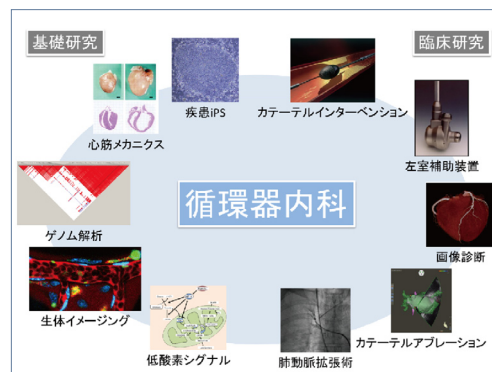 基礎研究
臨床研究
疾患iPS
カテーテルインターベンション
心筋メカニクス
左室補助装置
循環器内科
ゲノム解析
画像診断
生体イメージング
低酸素シグナル
肺動脈拡張術
カテーテルアブレーション